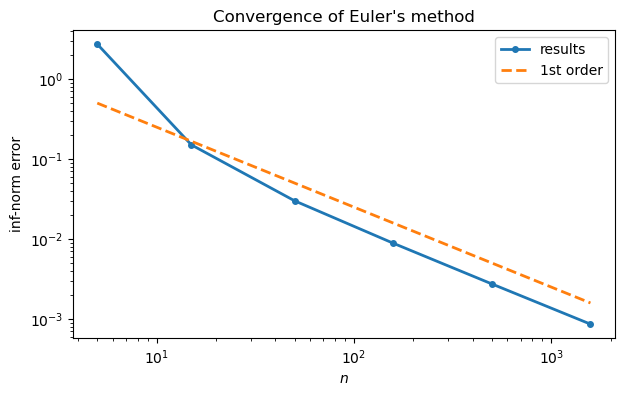 Convergence of Euler's method
results
1st order
inf-norm error
10⁰
10⁻¹
10⁻²
10⁻³
10¹
10²
10³
n